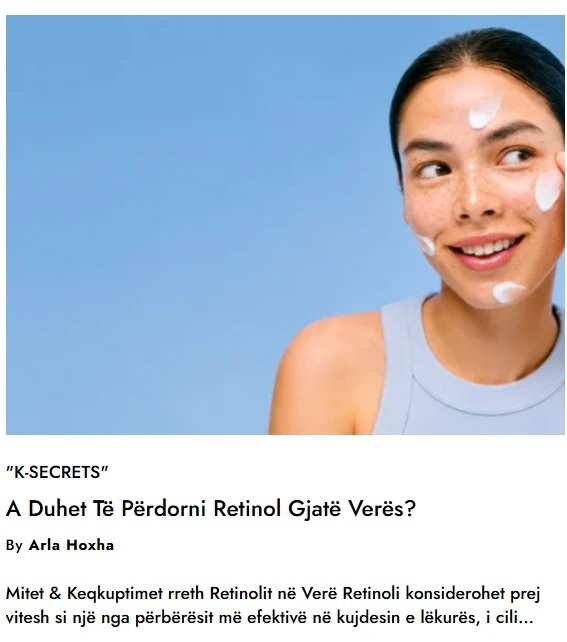 "K-SECRETS"
A Duhet Të Përdorni Retinol Gjatë Verës?
By Arla Hoxha
Mitet & Keqkuptimet rreth Retinolit në Verë Retinoli konsiderohet prej
vitesh si një nga përbërësit më efektivë në kujdesin e lëkurës, i cili...